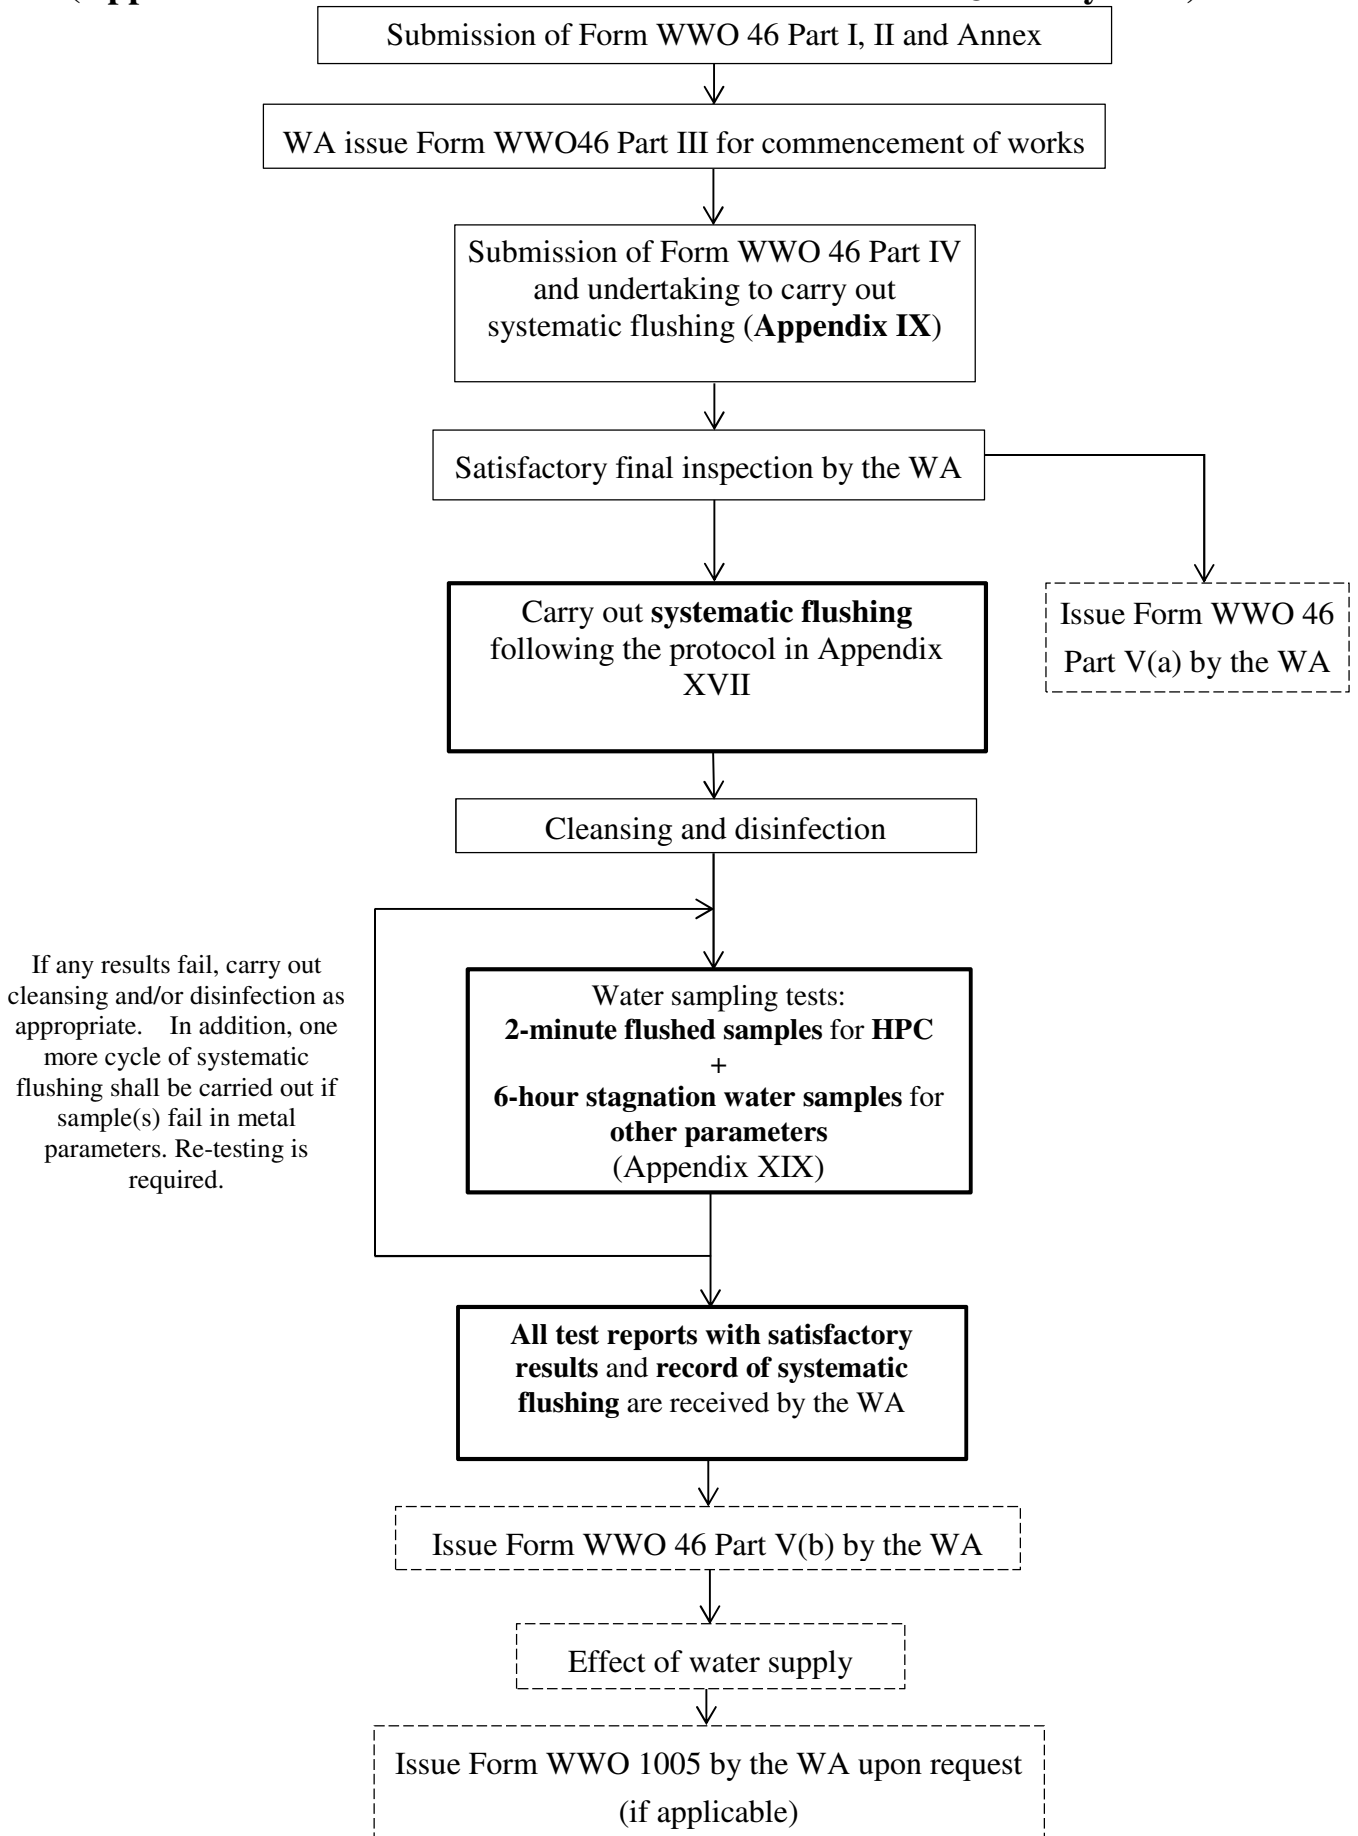 Submission of Form WWO 46 Part I, II and Annex
WA issue Form WWO46 Part III for commencement of works
Submission of Form WWO 46 Part IV
and undertaking to carry out
systematic flushing (Appendix IX)
Satisfactory final inspection by the WA
Carry out systematic flushing
following the protocol in Appendix
XVII
Issue Form WWO 46
Part V(a) by the WA
Cleansing and disinfection
If any results fail, carry out
cleansing and/or disinfection as
appropriate. In addition, one
more cycle of systematic
flushing shall be carried out if
sample(s) fail in metal
parameters. Re-testing is
required.
Water sampling tests:
2-minute flushed samples for HPC
+
6-hour stagnation water samples for
other parameters
(Appendix XIX)
All test reports with satisfactory
results and record of systematic
flushing are received by the WA
Issue Form WWO 46 Part V(b) by the WA
Effect of water supply
Issue Form WWO 1005 by the WA upon request
(if applicable)